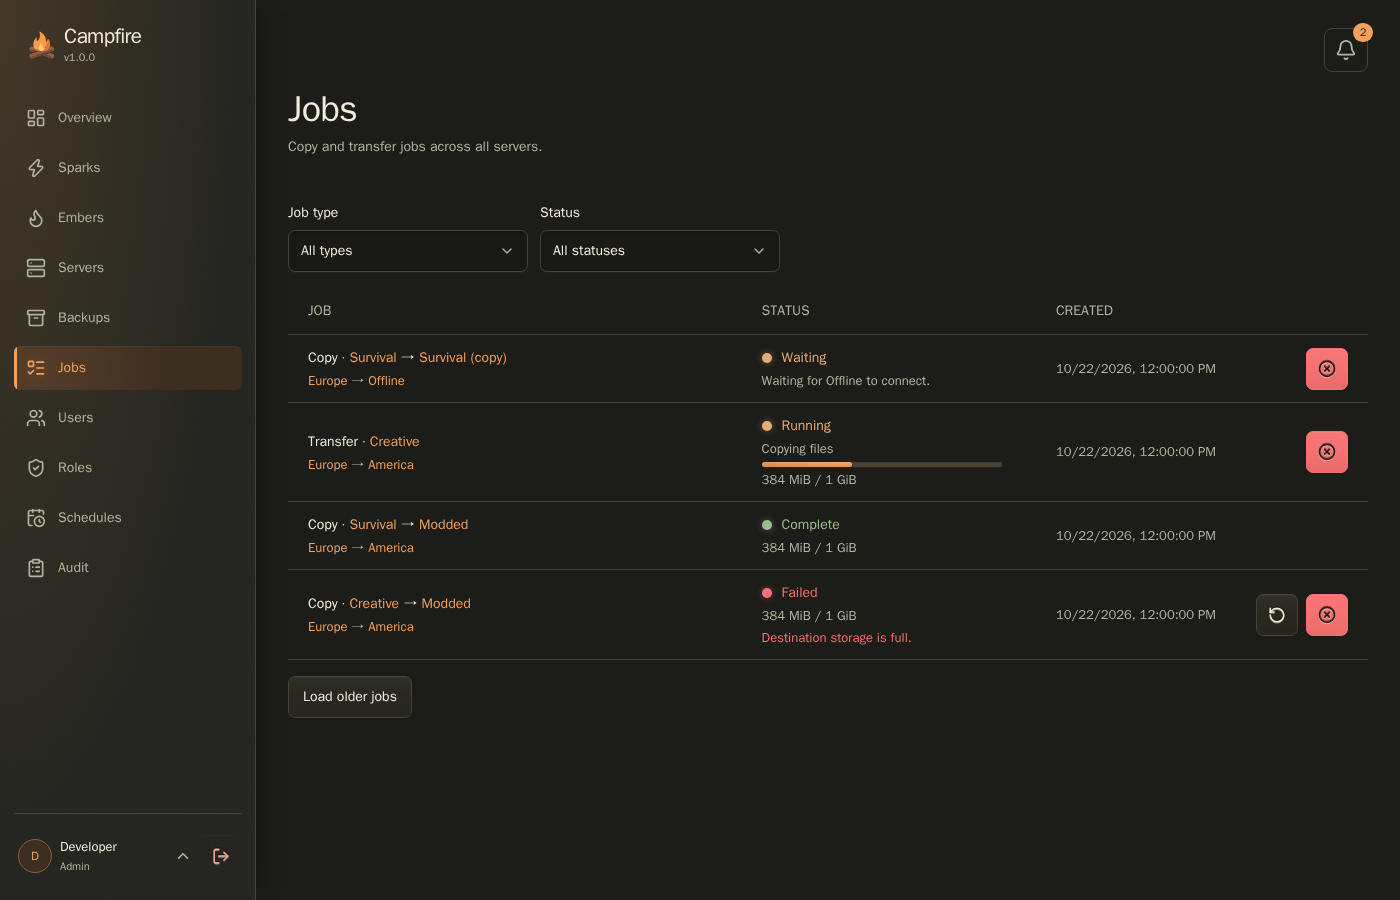 Campfire
v1.0.0
2
Overview
Sparks
Embers
Servers
Backups
Jobs
Users
Roles
Schedules
Audit
D
Developer
Admin
Jobs
Copy and transfer jobs across all servers.
Job type
Status
All types
All statuses
JOB
STATUS
CREATED
Copy · Survival → Survival (copy)
Europe → Offline
Waiting
Waiting for Offline to connect.
10/22/2026, 12:00:00 PM
Transfer · Creative
Europe → America
Running
Copying files
384 MiB / 1 GiB
10/22/2026, 12:00:00 PM
Copy · Survival → Modded
Europe → America
Complete
384 MiB / 1 GiB
10/22/2026, 12:00:00 PM
Copy · Creative → Modded
Europe → America
Failed
384 MiB / 1 GiB
Destination storage is full.
10/22/2026, 12:00:00 PM
Load older jobs